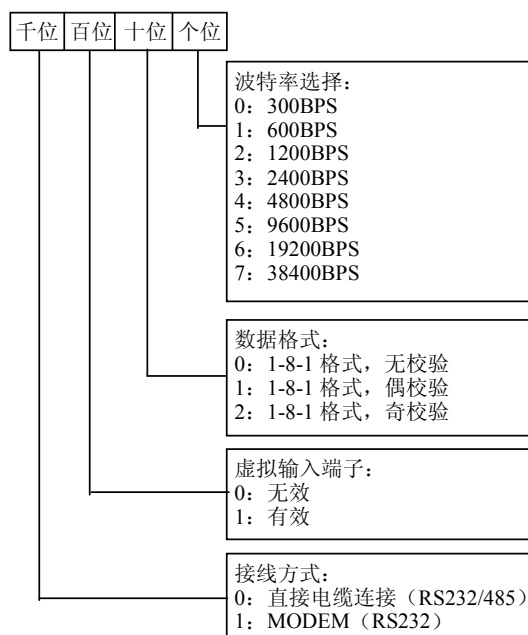 千位 百位 十位 个位
波特率选择：
0：300BPS
1：600BPS
2：1200BPS
3：2400BPS
4：4800BPS
5：9600BPS
6：19200BPS
7：38400BPS
数据格式：
0：1-8-1 格式，无校验
1：1-8-1 格式，偶校验
2：1-8-1 格式，奇校验
虚拟输入端子：
0：无效
1：有效
接线方式：
0：直接电缆连接（RS232/485）
1：MODEM（RS232）